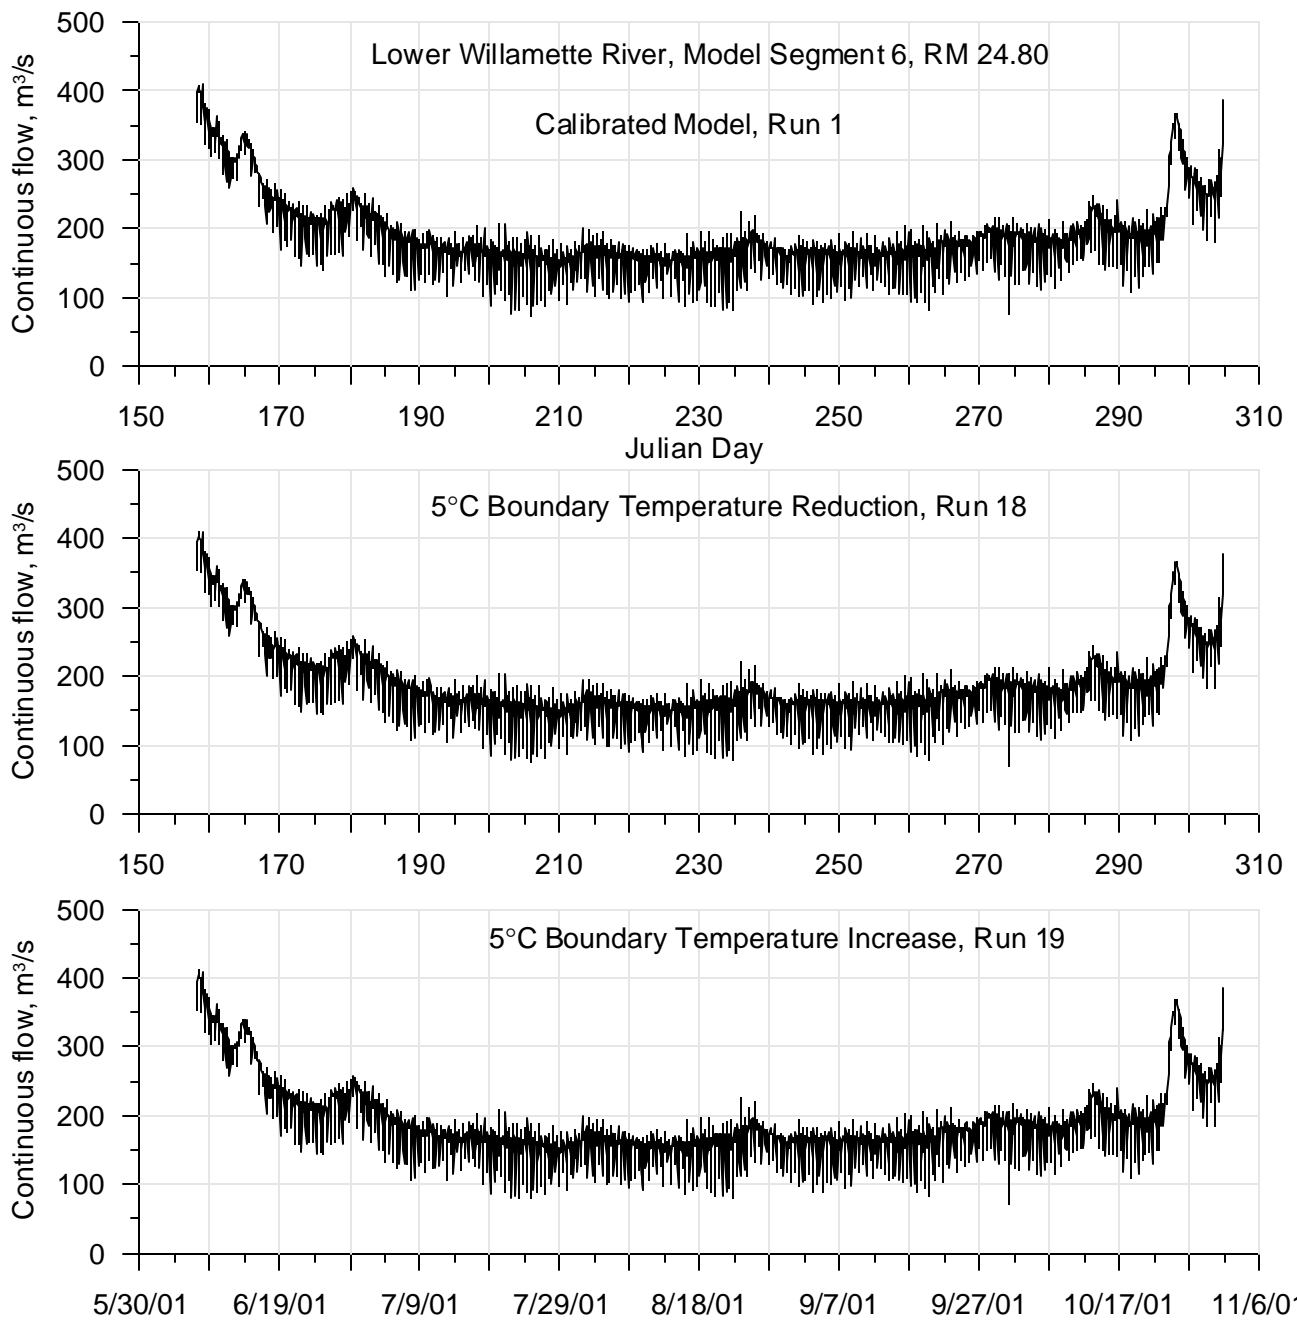 500
400
300
200
100
0
Continuous flow, m³/s
Lower Willamette River, Model Segment 6, RM 24.80
Calibrated Model, Run 1
150 170 190 210 230 250 270 290 310
Julian Day
500
400
300
200
100
0
Continuous flow, m³/s
5°C Boundary Temperature Reduction, Run 18
150 170 190 210 230 250 270 290 310
500
400
300
200
100
0
Continuous flow, m³/s
5°C Boundary Temperature Increase, Run 19
5/30/01 6/19/01 7/9/01 7/29/01 8/18/01 9/7/01 9/27/01 10/17/01 11/6/01